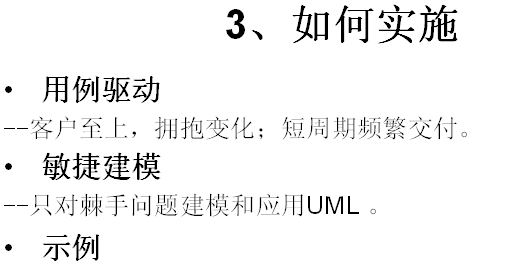 3、如何实施
• 用例驱动
--客户至上，拥抱变化；短周期频繁交付。
• 敏捷建模
--只对棘手问题建模和应用UML 。
• 示例